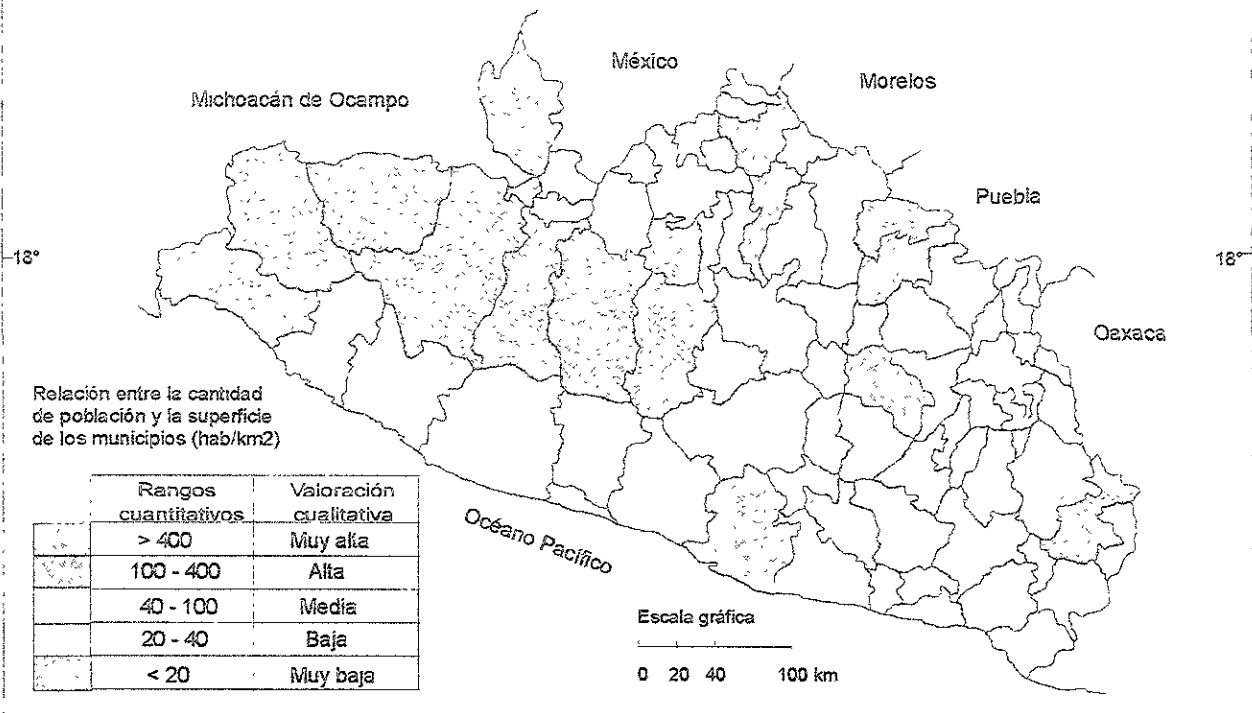 México
Morelos
Michoacán de Ocampo
Puebla
18°
18°
Oaxaca
Relación entre la cantidad
de población y la superficie
de los municipios (hab/km2)
Rangos cuantitativos Valoración cualitativa
> 400 Muy alta
100 - 400 Alta
40 - 100 Media
20 - 40 Baja
< 20 Muy baja
Océano Pacífico
Escala gráfica
0 20 40 100 km